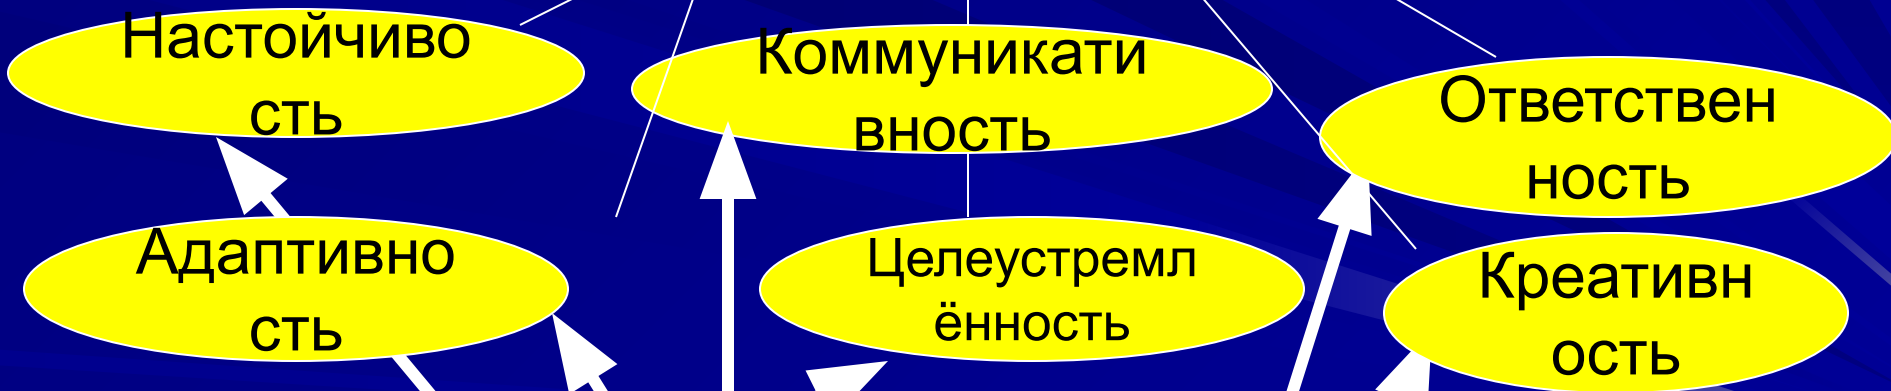 Настойчиво
сть
Коммуникати
вность
Ответствен
ность
Адаптивно
сть
Целеустремл
ённость
Креативн
ость